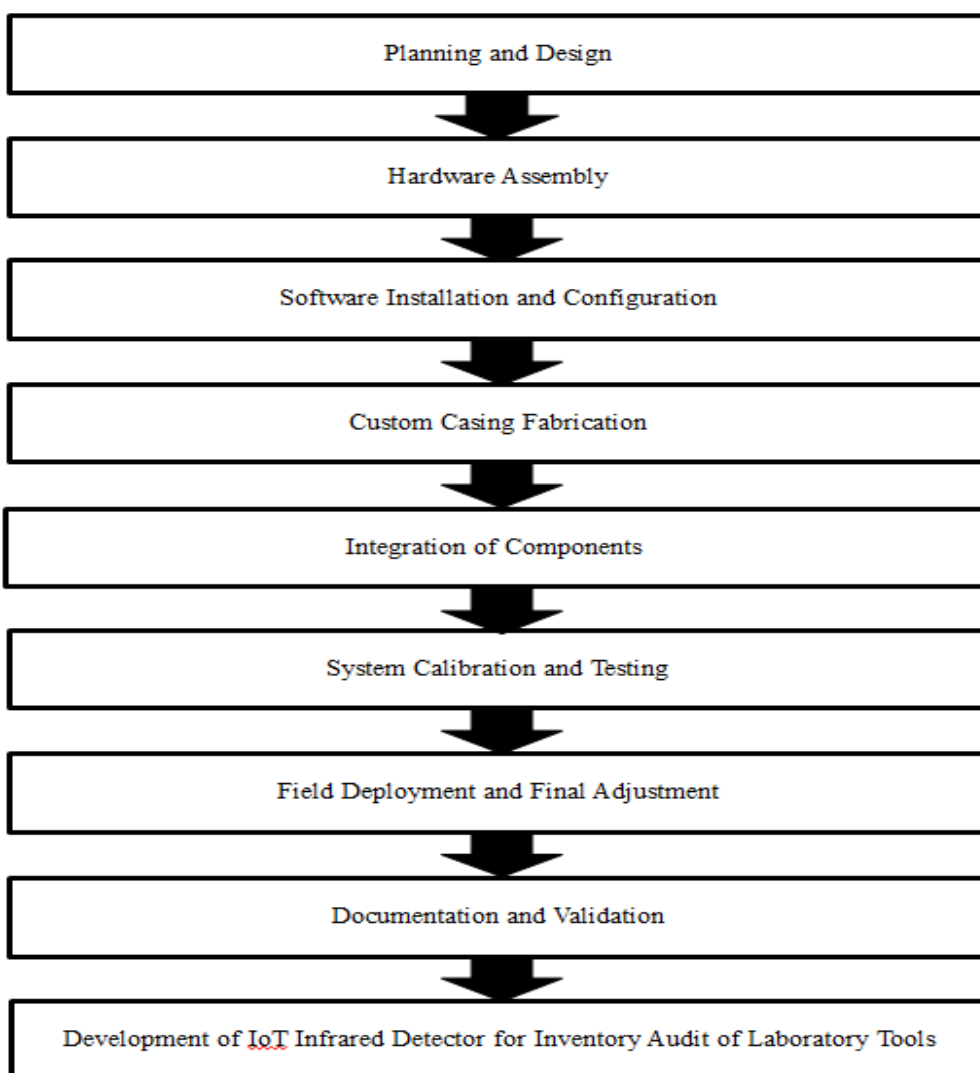 Planning and Design
Hardware Assembly
Software Installation and Configuration
Custom Casing Fabrication
Integration of Components
System Calibration and Testing
Field Deployment and Final Adjustment
Documentation and Validation
Development of IoT Infrared Detector for Inventory Audit of Laboratory Tools